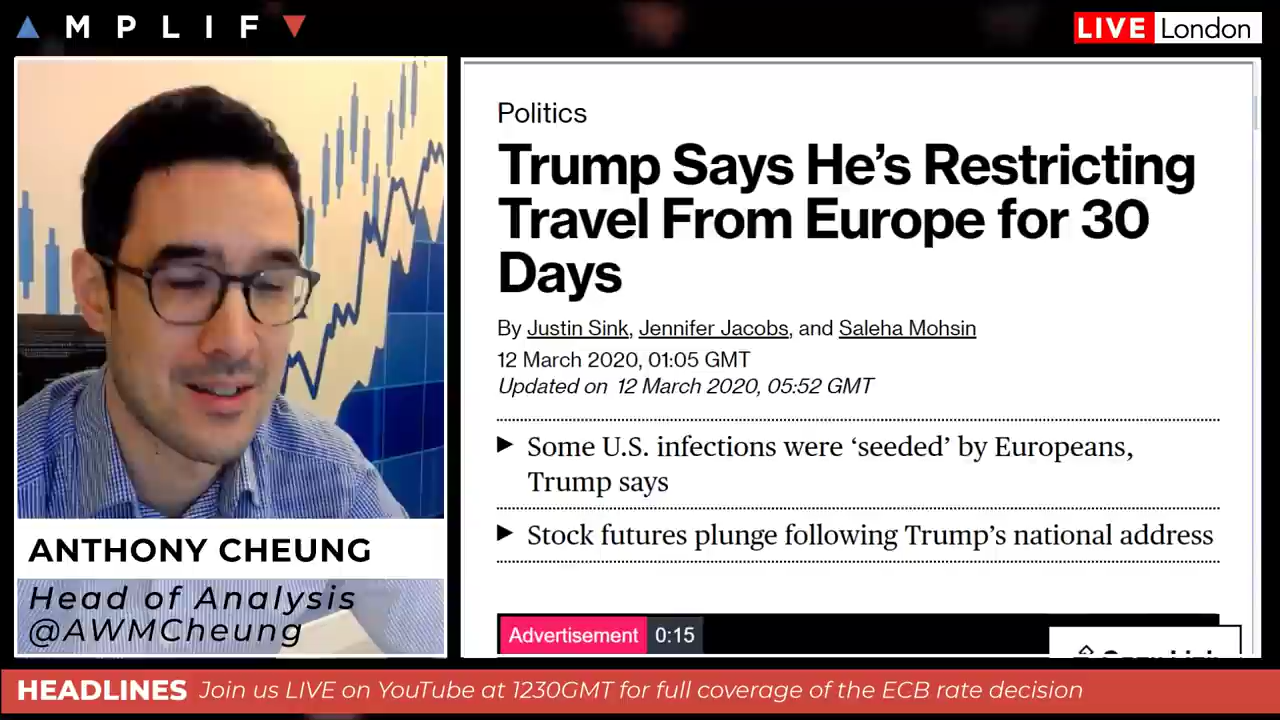 AMPLIFY
LIVE London
Politics
Trump Says He's Restricting
Travel From Europe for 30
Days
By Justin Sink, Jennifer Jacobs, and Saleha Mohsin
12 March 2020, 01:05 GMT
Updated on 12 March 2020, 05:52 GMT
Some U.S. infections were ‘seeded’ by Europeans,
Trump says
Stock futures plunge following Trump's national address
Advertisement 0:15
ANTHONY CHEUNG
Head of Analysis
@AWMCheung
HEADLINES Join us LIVE on YouTube at 1230GMT for full coverage of the ECB rate decision